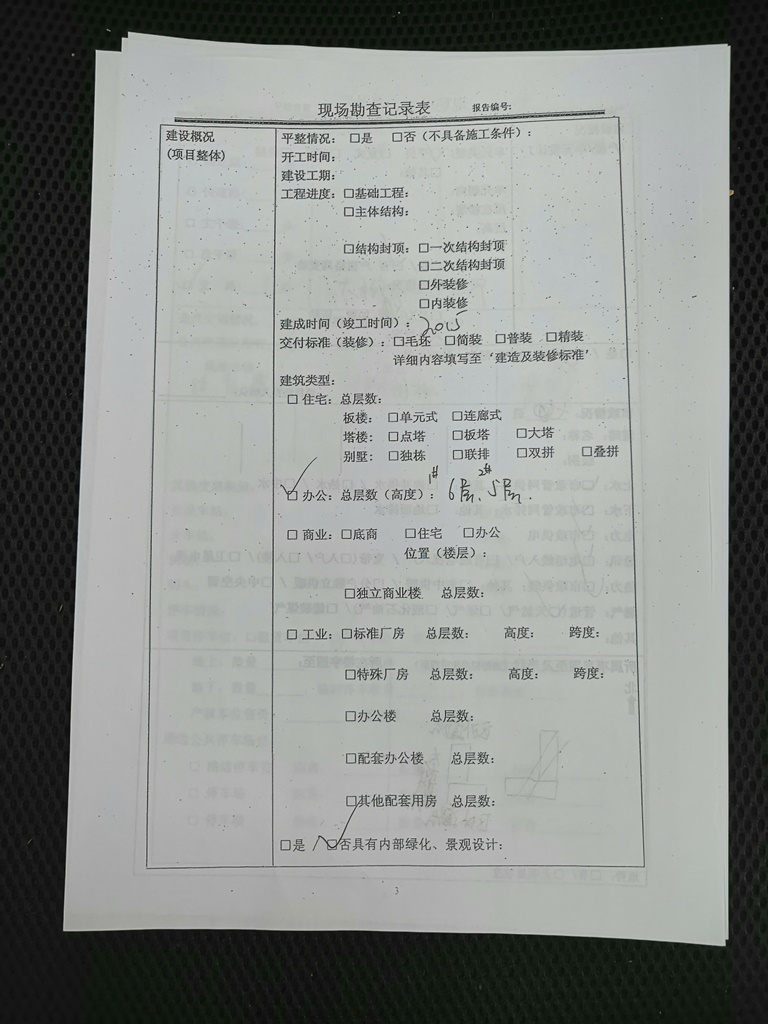 现场勘查记录表 报告编号:
建设概况
(项目整体)
平整情况: □是 □否(不具备施工条件):
开工时间:
建设工期:
工程进度: □基础工程:
□主体结构:
□结构封顶: □一次结构封顶
□二次结构封顶
□外装修
□内装修
建成时间(竣工时间): 2015
交付标准(装修): □毛坯 □简装 □普装 □精装
详细内容填写至‘建造及装修标准’
建筑类型:
□住宅: 总层数:
板楼: □单元式 □连廊式
塔楼: □点塔 □板塔 □大塔
别墅: □独栋 □联排 □双拼 □叠拼
☑办公: 总层数(高度): 1# 6层、2# 5层.
□商业: □底商 □住宅 □办公
位置(楼层):
□独立商业楼 总层数:
□工业: □标准厂房 总层数: 高度: 跨度:
□特殊厂房 总层数: 高度: 跨度:
□办公楼 总层数:
□配套办公楼 总层数:
□其他配套用房 总层数:
□是 ☑否具有内部绿化、景观设计:
3